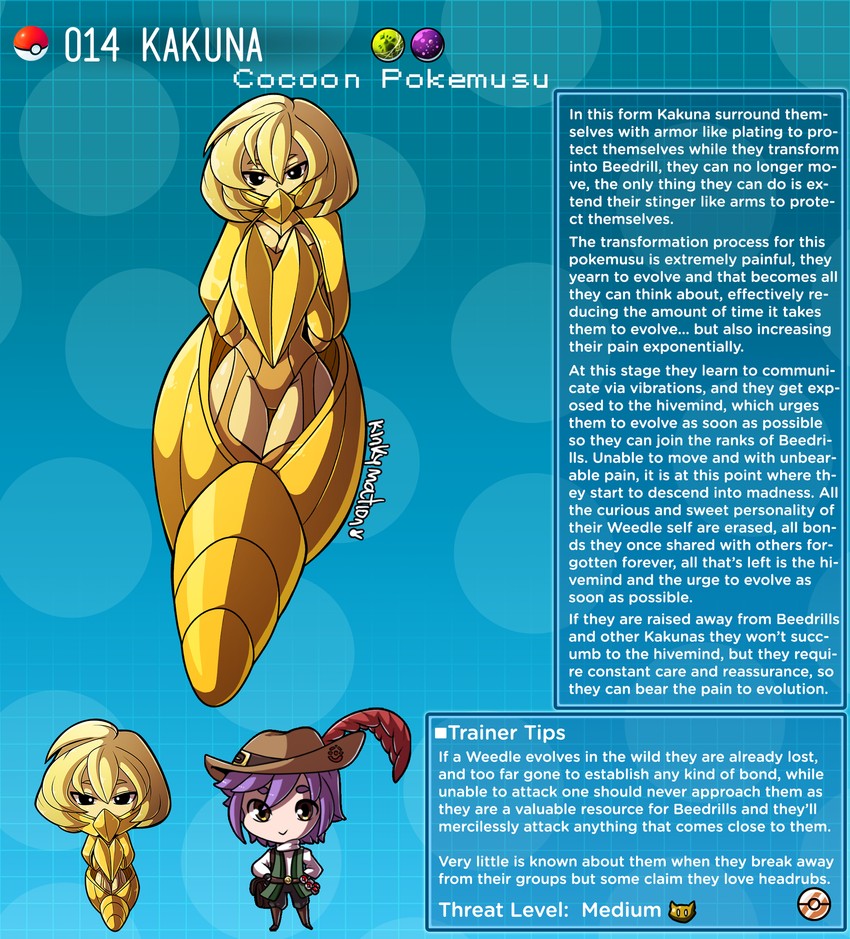 014 KAKUNA
Cocoon Pokemusu
In this form Kakuna surround them-
selves with armor like plating to pro-
tect themselves while they transform
into Beedrill, they can no longer mo-
ve, the only thing they can do is ex-
tend their stinger like arms to prote-
ct themselves.
The transformation process for this
pokemusu is extremely painful, they
yearn to evolve and that becomes all
they can think about, effectively re-
ducing the amount of time it takes
them to evolve... but also increasing
their pain exponentially.
At this stage they learn to communi-
cate via vibrations, and they get exp-
osed to the hivemind, which urges
them to evolve as soon as possible
so they can join the ranks of Beedri-
lls. Unable to move and with unbear-
able pain, it is at this point where th-
ey start to descend into madness. All
the curious and sweet personality of
their Weedle self are erased, all bon-
ds they once shared with others for-
gotten forever, all that's left is the hi-
vemind and the urge to evolve as
soon as possible.
If they are raised away from Beedrills
and other Kakunas they won't succ-
umb to the hivemind, but they requi-
re constant care and reassurance, so
they can bear the pain to evolution.
kinkymation
Trainer Tips
If a Weedle evolves in the wild they are already lost,
and too far gone to establish any kind of bond, while
unable to attack one should never approach them as
they are a valuable resource for Beedrills and they'll
mercilessly attack anything that comes close to them.
Very little is known about them when they break away
from their groups but some claim they love headrubs.
Threat Level: Medium